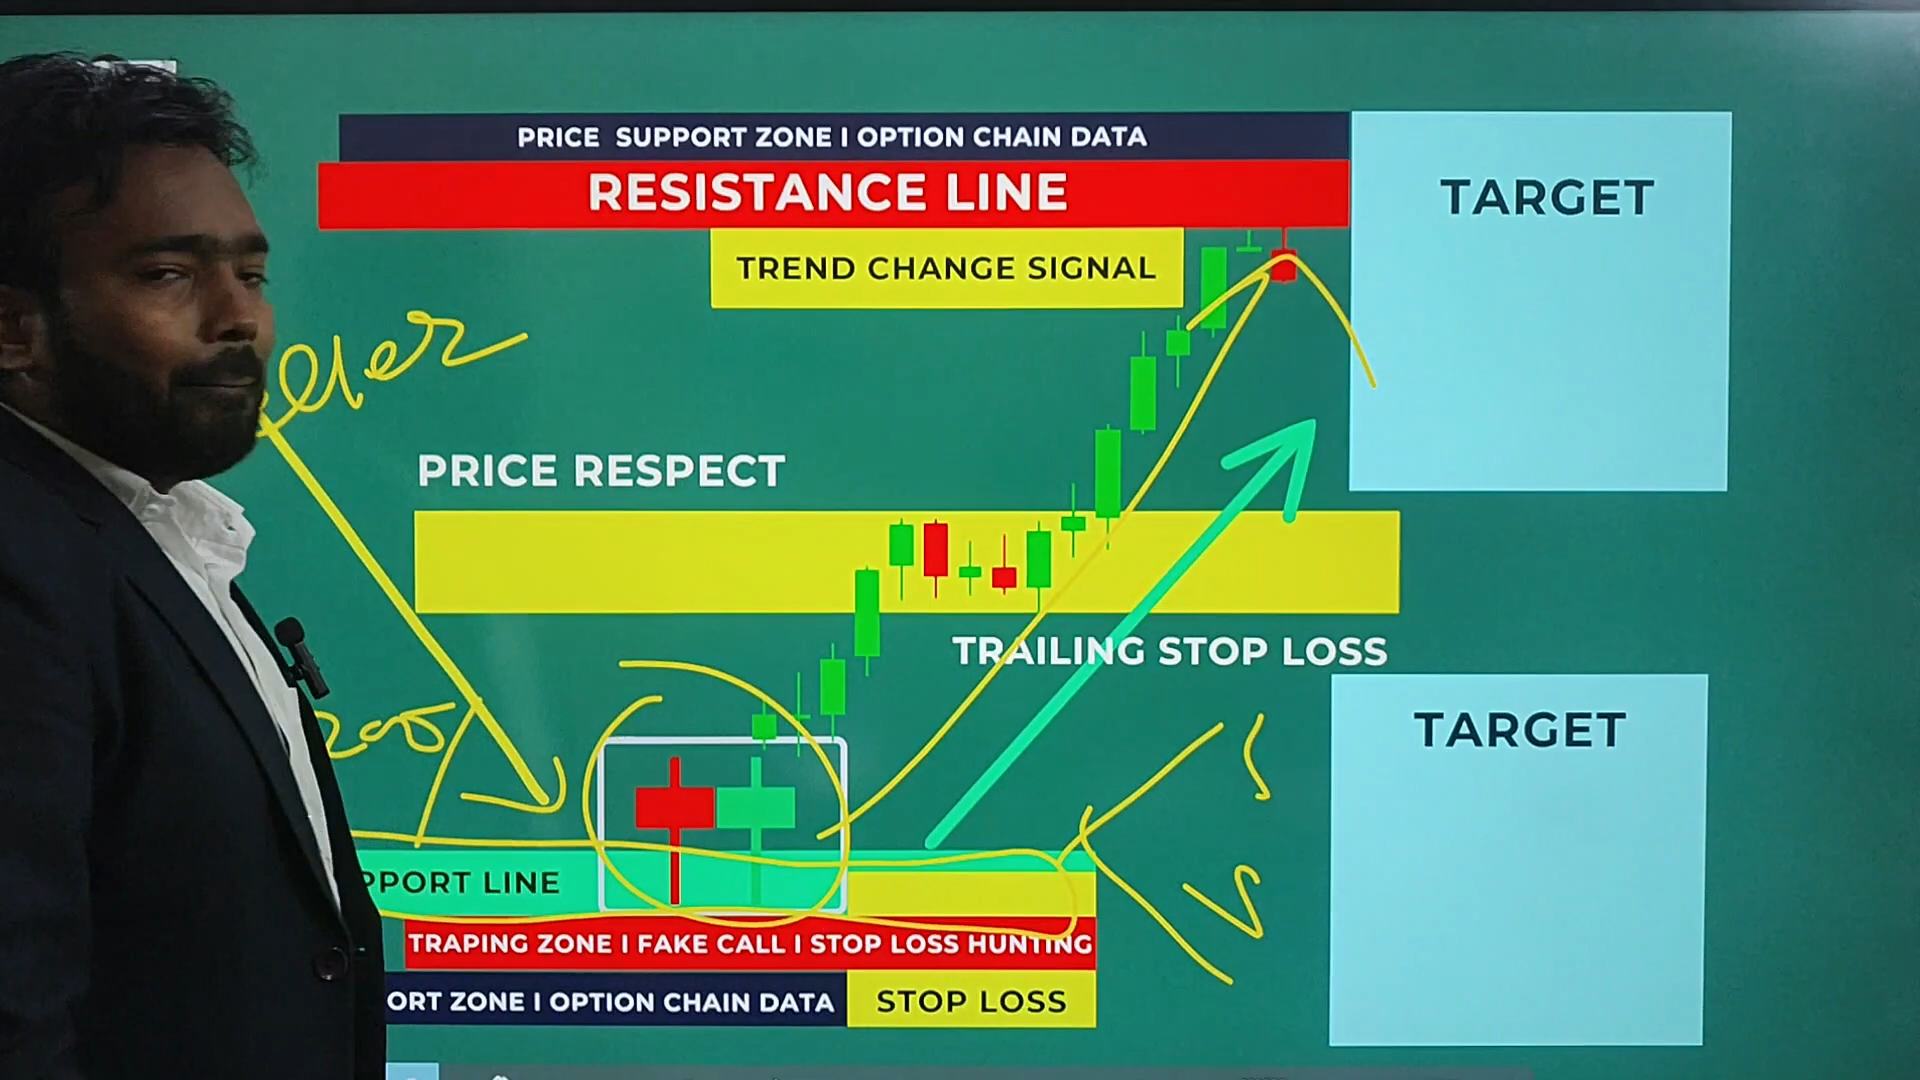 PRICE SUPPORT ZONE I OPTION CHAIN DATA
RESISTANCE LINE
TARGET
TREND CHANGE SIGNAL
eller
PRICE RESPECT
TRAILING STOP LOSS
TARGET
PPORT LINE
TRAPING ZONE I FAKE CALL I STOP LOSS HUNTING
ORT ZONE I OPTION CHAIN DATA
STOP LOSS